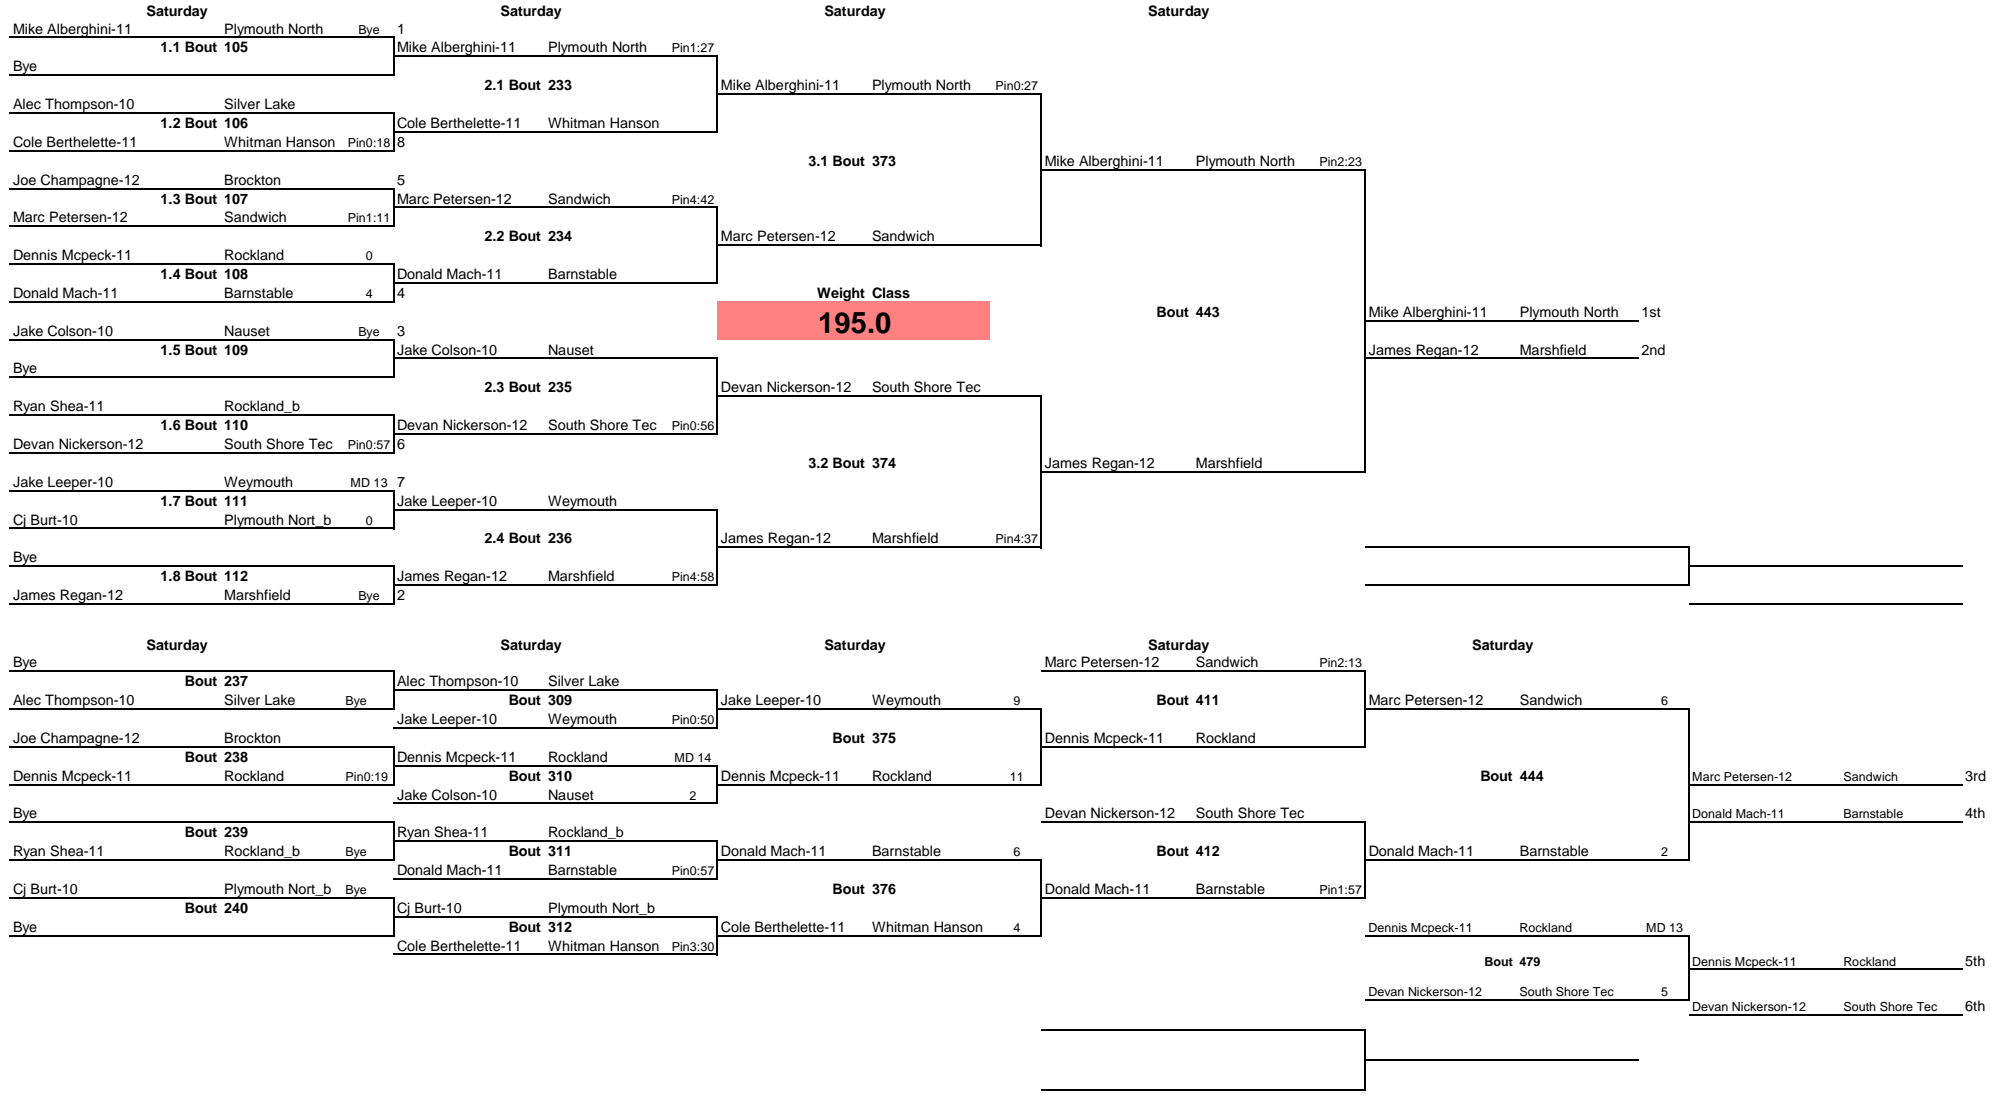 Saturday Saturday Saturday Saturday
Mike Alberghini-11 Plymouth North Bye 1
1.1 Bout 105 Mike Alberghini-11 Plymouth North Pin1:27
Bye
2.1 Bout 233 Mike Alberghini-11 Plymouth North Pin0:27
Alec Thompson-10 Silver Lake
1.2 Bout 106 Cole Berthelette-11 Whitman Hanson
Cole Berthelette-11 Whitman Hanson Pin0:18 8
3.1 Bout 373 Mike Alberghini-11 Plymouth North Pin2:23
Joe Champagne-12 Brockton 5
1.3 Bout 107 Marc Petersen-12 Sandwich Pin4:42
Marc Petersen-12 Sandwich Pin1:11
2.2 Bout 234 Marc Petersen-12 Sandwich
Dennis Mcpeck-11 Rockland 0
1.4 Bout 108 Donald Mach-11 Barnstable
Donald Mach-11 Barnstable 4 4 Weight Class
Bout 443 Mike Alberghini-11 Plymouth North 1st
195.0
Jake Colson-10 Nauset Bye 3
1.5 Bout 109 Jake Colson-10 Nauset James Regan-12 Marshfield 2nd
Bye
2.3 Bout 235 Devan Nickerson-12 South Shore Tec
Ryan Shea-11 Rockland_b
1.6 Bout 110 Devan Nickerson-12 South Shore Tec Pin0:56
Devan Nickerson-12 South Shore Tec Pin0:57 6
3.2 Bout 374 James Regan-12 Marshfield
Jake Leeper-10 Weymouth MD 13 7
1.7 Bout 111 Jake Leeper-10 Weymouth
Cj Burt-10 Plymouth Nort_b 0
2.4 Bout 236 James Regan-12 Marshfield Pin4:37
Bye
1.8 Bout 112 James Regan-12 Marshfield Pin4:58
James Regan-12 Marshfield Bye 2
Saturday Saturday Saturday Saturday Saturday
Bye Marc Petersen-12 Sandwich Pin2:13
Bout 237 Alec Thompson-10 Silver Lake
Alec Thompson-10 Silver Lake Bye Bout 309 Jake Leeper-10 Weymouth 9 Bout 411 Marc Petersen-12 Sandwich 6
Jake Leeper-10 Weymouth Pin0:50
Joe Champagne-12 Brockton Bout 375 Dennis Mcpeck-11 Rockland
Bout 238 Dennis Mcpeck-11 Rockland MD 14
Dennis Mcpeck-11 Rockland Pin0:19 Bout 310 Dennis Mcpeck-11 Rockland 11 Bout 444 Marc Petersen-12 Sandwich 3rd
Jake Colson-10 Nauset 2
Bye Devan Nickerson-12 South Shore Tec Donald Mach-11 Barnstable 4th
Bout 239 Ryan Shea-11 Rockland_b
Ryan Shea-11 Rockland_b Bye Bout 311 Donald Mach-11 Barnstable 6 Bout 412 Donald Mach-11 Barnstable 2
Donald Mach-11 Barnstable Pin0:57
Cj Burt-10 Plymouth Nort_b Bye Bout 376 Donald Mach-11 Barnstable Pin1:57
Bout 240 Cj Burt-10 Plymouth Nort_b
Bye Bout 312 Cole Berthelette-11 Whitman Hanson 4 Dennis Mcpeck-11 Rockland MD 13
Cole Berthelette-11 Whitman Hanson Pin3:30
Bout 479 Dennis Mcpeck-11 Rockland 5th
Devan Nickerson-12 South Shore Tec 5
Devan Nickerson-12 South Shore Tec 6th